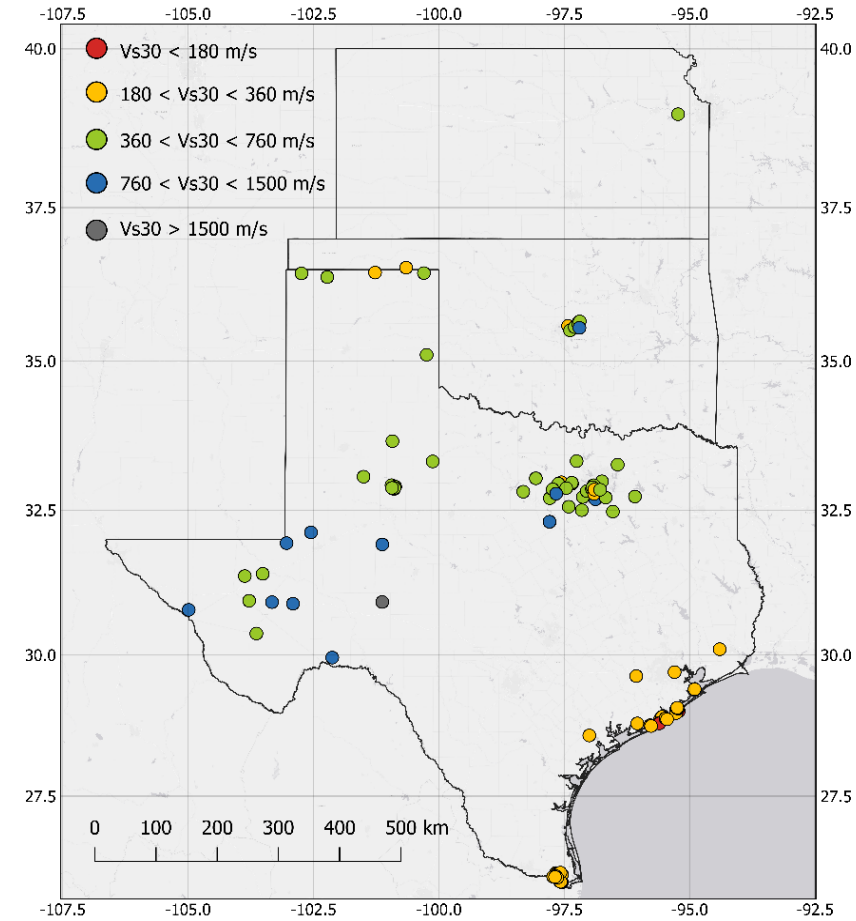 -107.5 -105.0 -102.5 -100.0 -97.5 -95.0 -92.5
40.0 40.0
Vs30 < 180 m/s
180 < Vs30 < 360 m/s
360 < Vs30 < 760 m/s
760 < Vs30 < 1500 m/s
Vs30 > 1500 m/s
37.5 37.5
35.0 35.0
32.5 32.5
30.0 30.0
27.5 27.5
0 100 200 300 400 500 km
-107.5 -105.0 -102.5 -100.0 -97.5 -95.0 -92.5